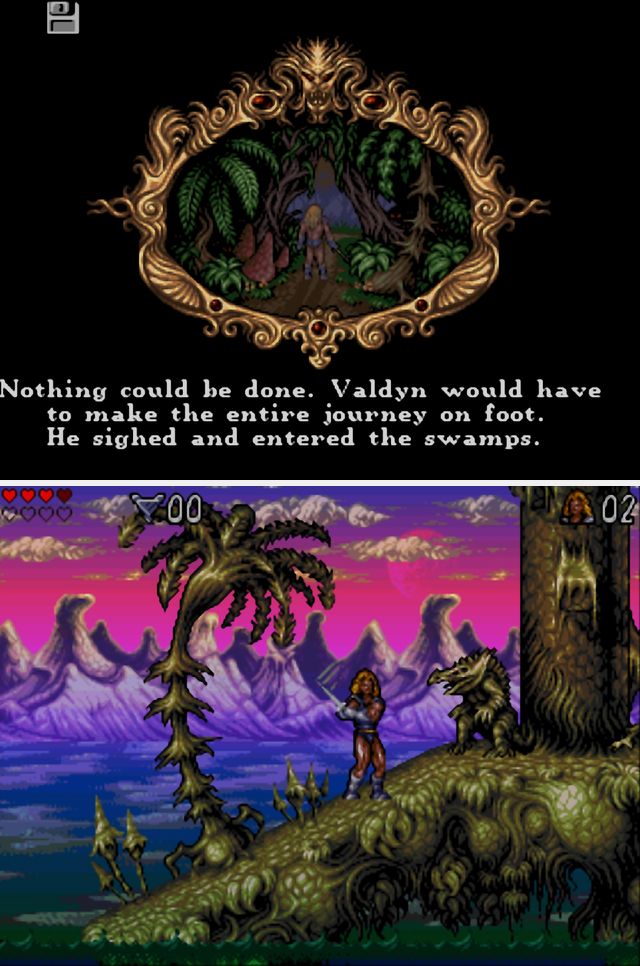 Nothing could be done. Valdyn would have
to make the entire journey on foot.
He sighed and entered the swamps.
00
02